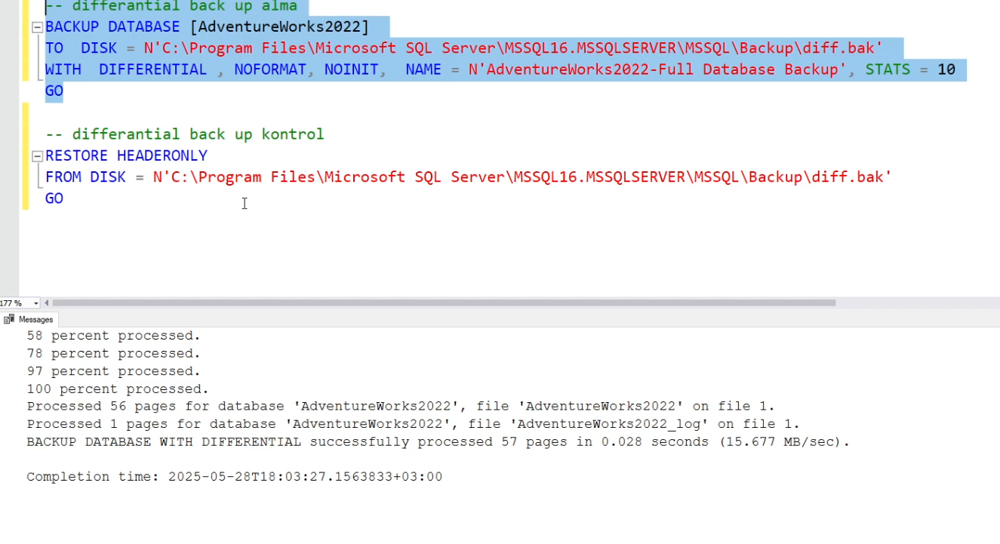 -- differantial back up alma
BACKUP DATABASE [AdventureWorks2022]
TO  DISK = N'C:\Program Files\Microsoft SQL Server\MSSQL16.MSSQLSERVER\MSSQL\Backup\diff.bak'
WITH  DIFFERENTIAL , NOFORMAT, NOINIT,  NAME = N'AdventureWorks2022-Full Database Backup', STATS = 10
GO
-- differantial back up kontrol
RESTORE HEADERONLY
FROM DISK = N'C:\Program Files\Microsoft SQL Server\MSSQL16.MSSQLSERVER\MSSQL\Backup\diff.bak'
GO
177 %
Messages
58 percent processed.
78 percent processed.
97 percent processed.
100 percent processed.
Processed 56 pages for database 'AdventureWorks2022', file 'AdventureWorks2022' on file 1.
Processed 1 pages for database 'AdventureWorks2022', file 'AdventureWorks2022_log' on file 1.
BACKUP DATABASE WITH DIFFERENTIAL successfully processed 57 pages in 0.028 seconds (15.677 MB/sec).
Completion time: 2025-05-28T18:03:27.1563833+03:00